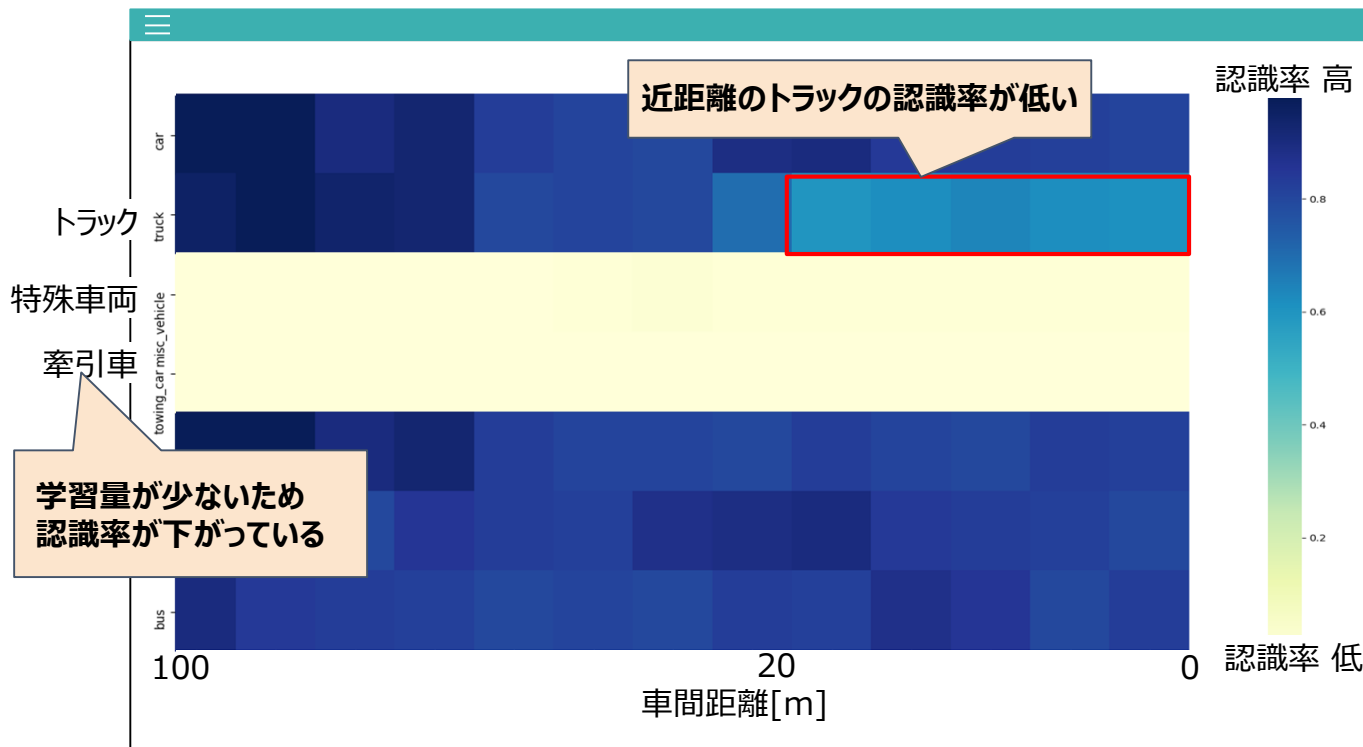 近距離のトラックの認識率が低い
認識率 高
car
トラック
truck
特殊車両
misc_vehicle
牽引車
towing_car
学習量が少ないため
認識率が下がっている
bus
0.8
0.6
0.4
0.2
認識率 低
100
20
0
車間距離[m]